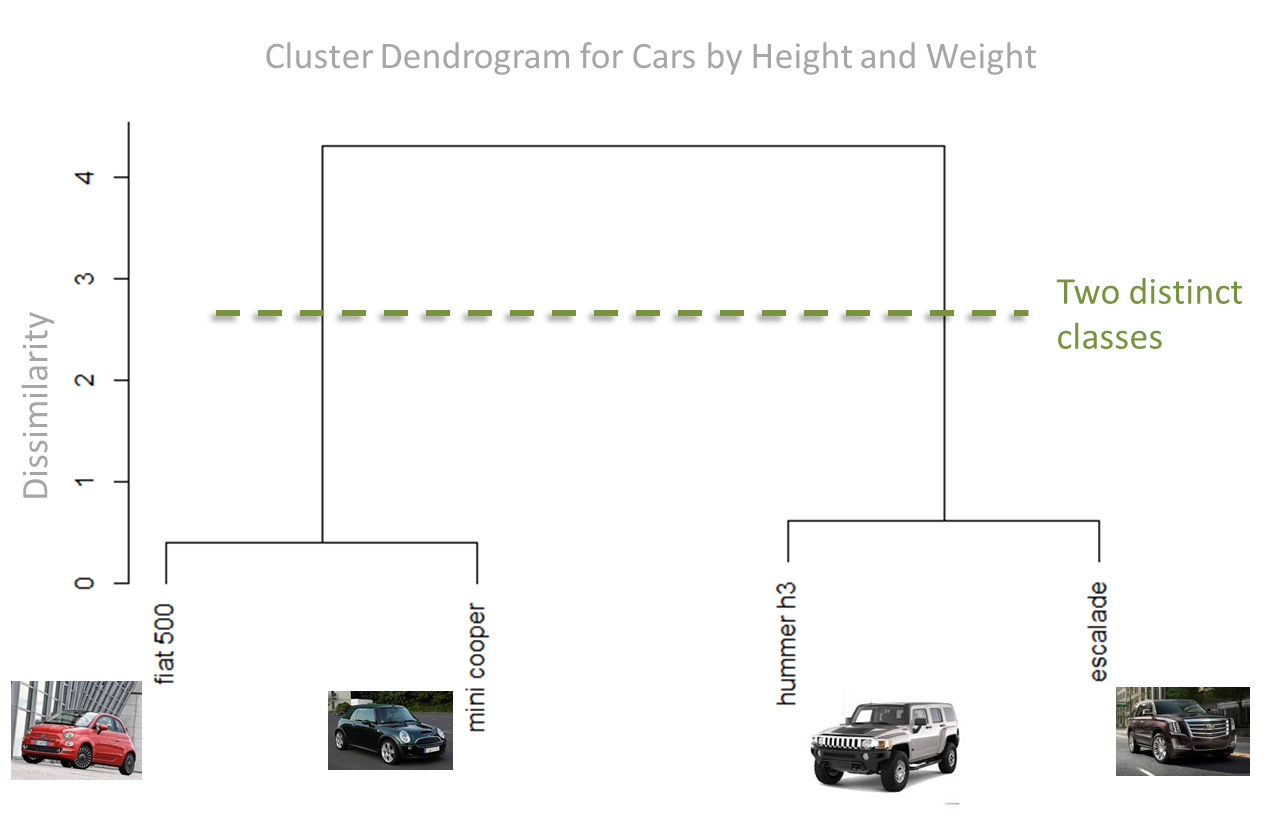 Cluster Dendrogram for Cars by Height and Weight
Dissimilarity
4
3
2
1
0
Two distinct
classes
fiat 500
mini cooper
hummer h3
escalade